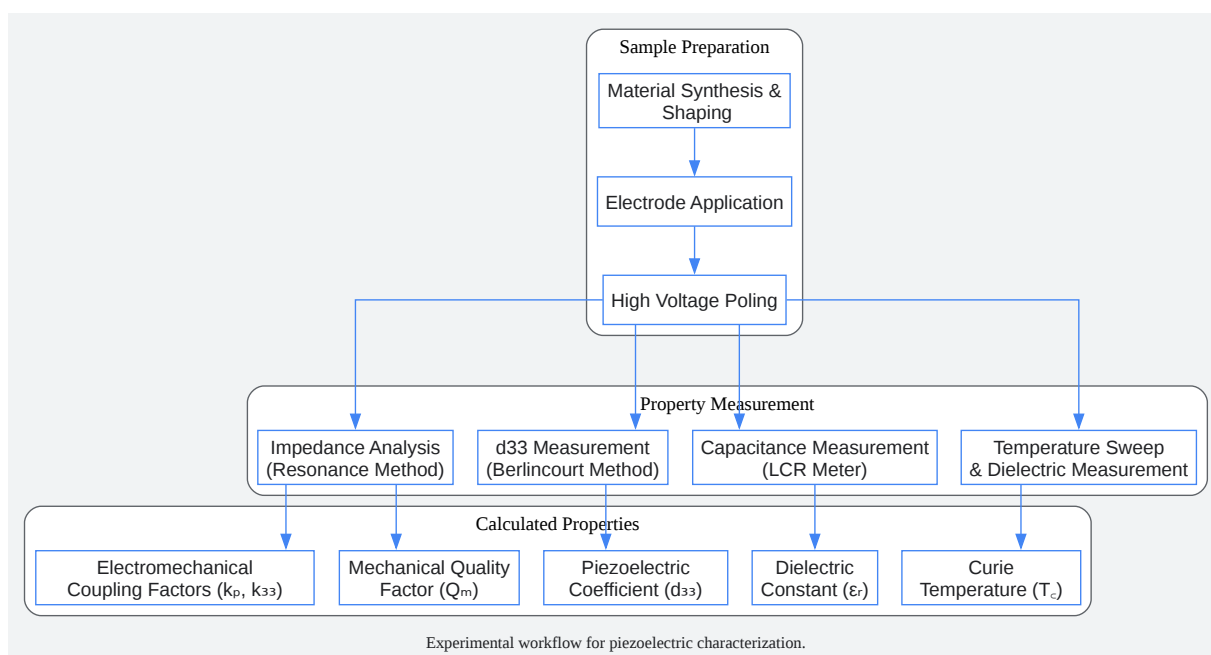 Sample Preparation
Material Synthesis &
Shaping
Electrode Application
High Voltage Poling
Property Measurement
Impedance Analysis
(Resonance Method)
d33 Measurement
(Berlincourt Method)
Capacitance Measurement
(LCR Meter)
Temperature Sweep
& Dielectric Measurement
Calculated Properties
Electromechanical
Coupling Factors (kₚ, k₃₃)
Mechanical Quality
Factor (Qₘ)
Piezoelectric
Coefficient (d₃₃)
Dielectric
Constant (εᵣ)
Curie
Temperature (T꜀)
Experimental workflow for piezoelectric characterization.